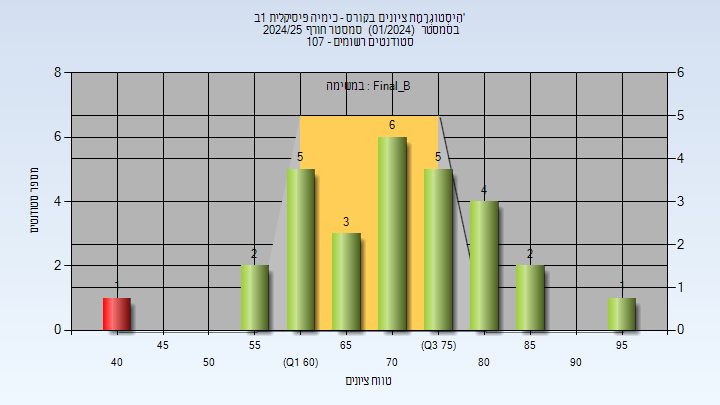 היסטוגרמת ציונים בקורס - כימיה פיסיקלית 1ב'
בסמסטר (01/2024) סמסטר חורף 2024/25
סטודנטים רשומים - 107
במשימה : Final_B
8 6 4 2 0
מספר סטודנטים
6 5 4 3 2 1 0
1 2 5 3 6 5 4 2 1
40 45 50 55 (Q1 60) 65 70 (Q3 75) 80 85 90 95
טווח ציונים